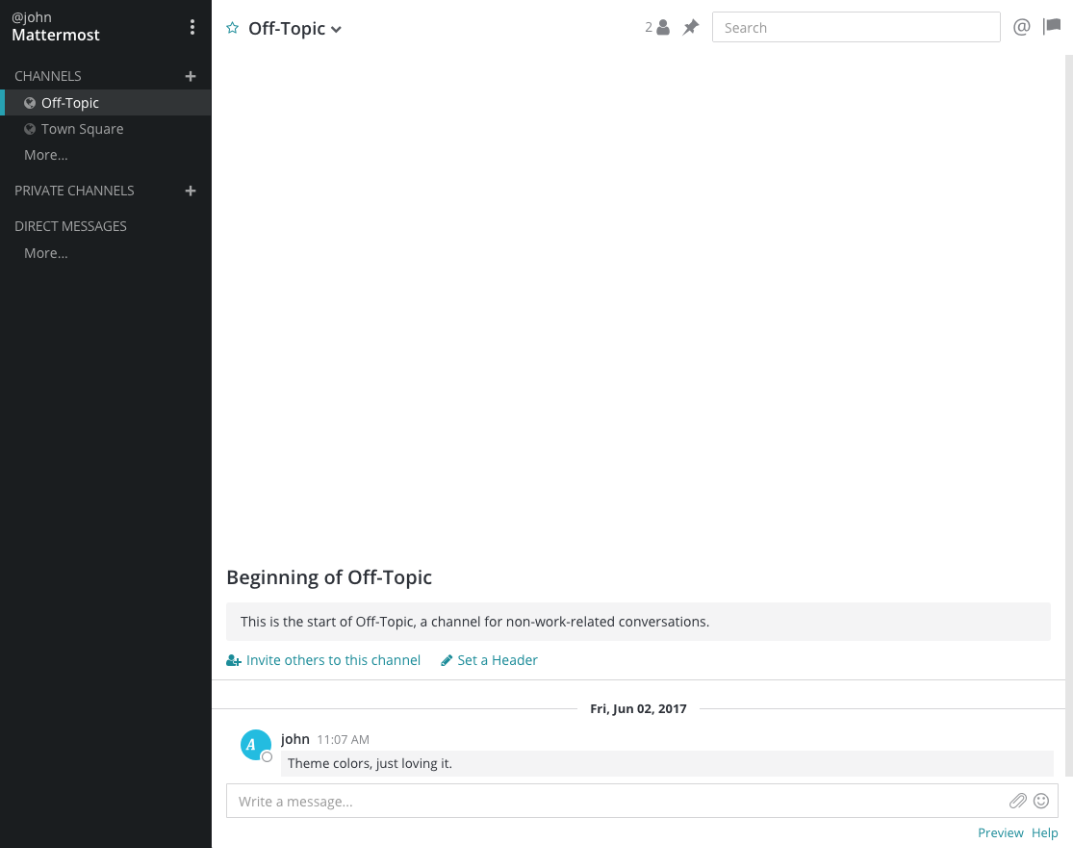 @john
Mattermost
CHANNELS
Off-Topic
Town Square
More...
PRIVATE CHANNELS
DIRECT MESSAGES
More...
Off-Topic
2
Search
@
Beginning of Off-Topic
This is the start of Off-Topic, a channel for non-work-related conversations.
Invite others to this channel Set a Header
Fri, Jun 02, 2017
A
john 11:07 AM
Theme colors, just loving it.
Write a message...
Preview Help